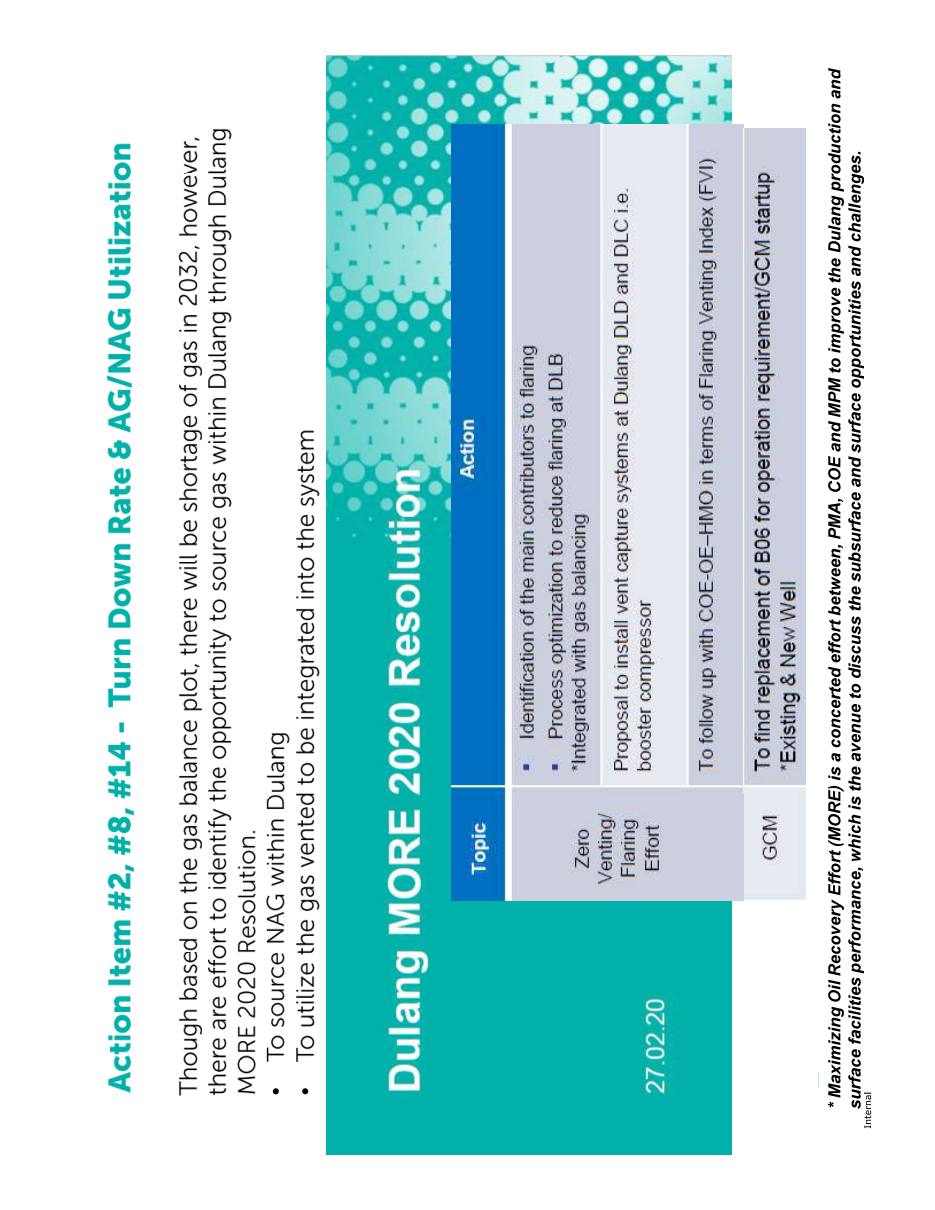 Action Item #2, #8, #14 - Turn Down Rate & AG/NAG Utilization
Though based on the gas balance plot, there will be shortage of gas in 2032, however,
there are effort to identify the opportunity to source gas within Dulang through Dulang
MORE 2020 Resolution.
• To source NAG within Dulang
• To utilize the gas vented to be integrated into the system
Dulang MORE 2020 Resolution
27.02.20
Topic
Action
Zero
Venting/
Flaring
Effort
▪ Identification of the main contributors to flaring
▪ Process optimization to reduce flaring at DLB
*Integrated with gas balancing
Proposal to install vent capture systems at Dulang DLD and DLC i.e.
booster compressor
To follow up with COE-OE–HMO in terms of Flaring Venting Index (FVI)
GCM
To find replacement of B06 for operation requirement/GCM startup
*Existing & New Well
* Maximizing Oil Recovery Effort (MORE) is a concerted effort between, PMA, COE and MPM to improve the Dulang production and
surface facilities performance, which is the avenue to discuss the subsurface and surface opportunities and challenges.
Internal